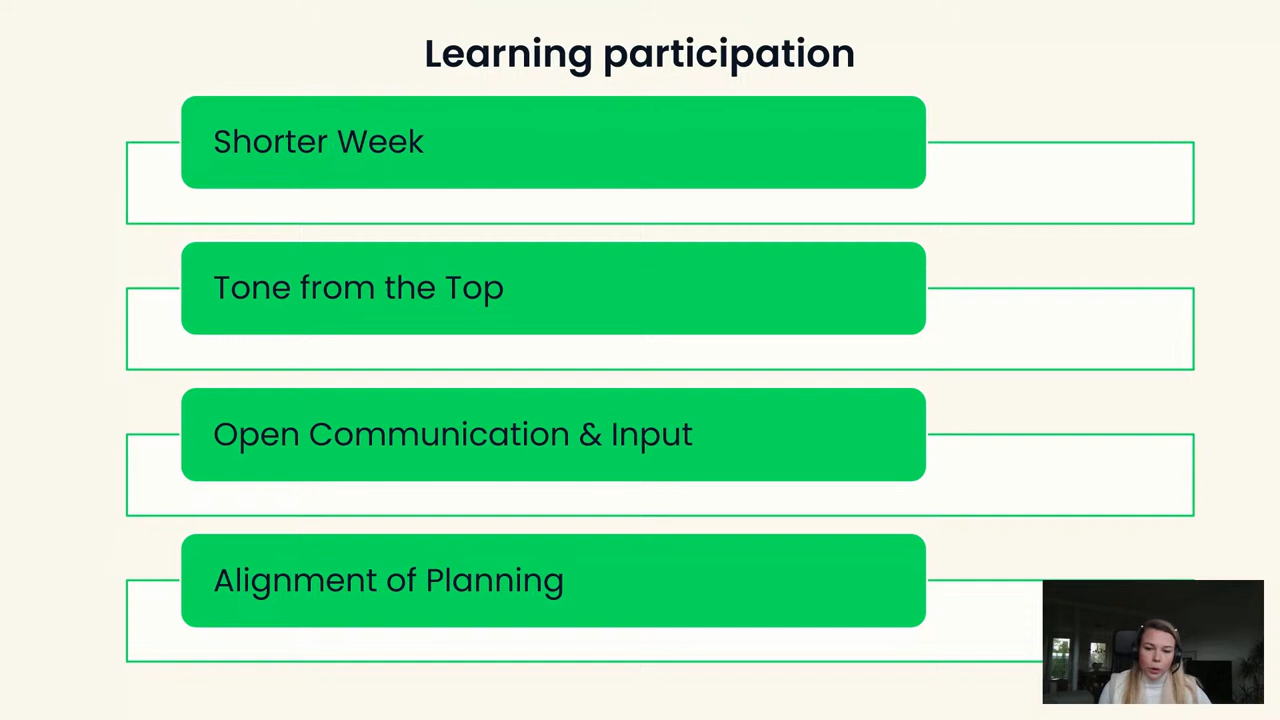 Learning participation
Shorter Week
Tone from the Top
Open Communication & Input
Alignment of Planning